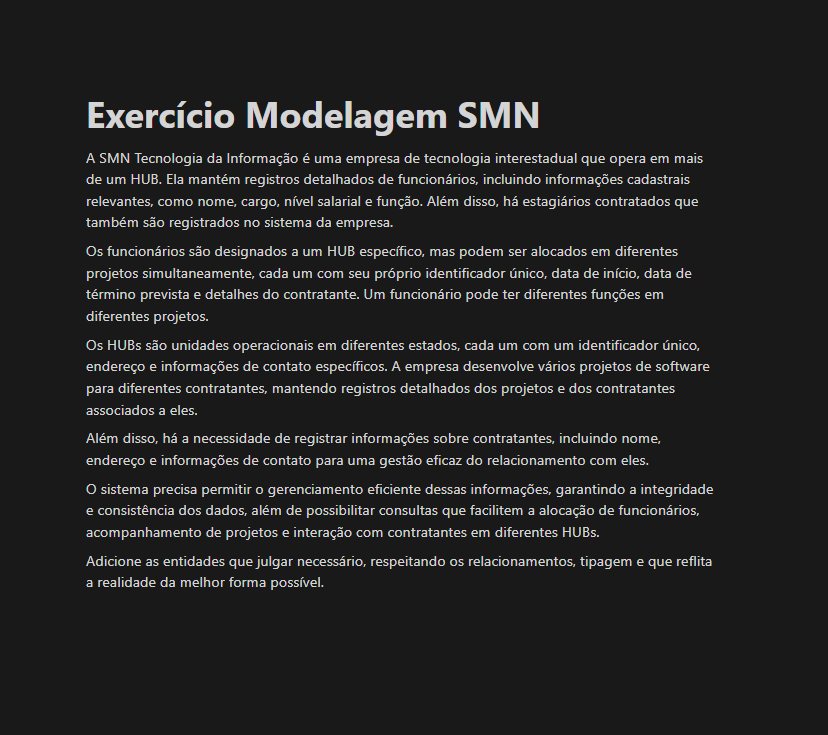 Exercício Modelagem SMN
A SMN Tecnologia da Informação é uma empresa de tecnologia interestadual que opera em mais
de um HUB. Ela mantém registros detalhados de funcionários, incluindo informações cadastrais
relevantes, como nome, cargo, nível salarial e função. Além disso, há estagiários contratados que
também são registrados no sistema da empresa.
Os funcionários são designados a um HUB específico, mas podem ser alocados em diferentes
projetos simultaneamente, cada um com seu próprio identificador único, data de início, data de
término prevista e detalhes do contratante. Um funcionário pode ter diferentes funções em
diferentes projetos.
Os HUBs são unidades operacionais em diferentes estados, cada um com um identificador único,
endereço e informações de contato específicos. A empresa desenvolve vários projetos de software
para diferentes contratantes, mantendo registros detalhados dos projetos e dos contratantes
associados a eles.
Além disso, há a necessidade de registrar informações sobre contratantes, incluindo nome,
endereço e informações de contato para uma gestão eficaz do relacionamento com eles.
O sistema precisa permitir o gerenciamento eficiente dessas informações, garantindo a integridade
e consistência dos dados, além de possibilitar consultas que facilitem a alocação de funcionários,
acompanhamento de projetos e interação com contratantes em diferentes HUBs.
Adicione as entidades que julgar necessário, respeitando os relacionamentos, tipagem e que reflita
a realidade da melhor forma possível.